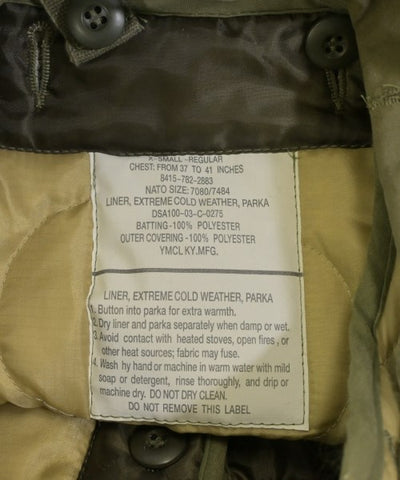 X-SMALL-REGULAR
CHEST: FROM 37 TO 41 INCHES
8415-782-2883
NATO SIZE: 7080/7484
LINER, EXTREME COLD WEATHER, PARKA
DSA100-03-C-0275
BATTING-100% POLYESTER
OUTER COVERING-100% POLYESTER
YMCLKY.MFG.
LINER, EXTREME COLD WEATHER, PARKA
1. Button into parka for extra warmth.
2. Dry liner and parka separately when damp or wet.
3. Avoid contact with heated stoves, open fires, or
other heat sources; fabric may fuse.
4. Wash hy hand or machine in warm water with mild
soap or detergent, rinse thoroughly, and drip or
machine dry. DO NOT DRY CLEAN.
DO NOT REMOVE THIS LABEL